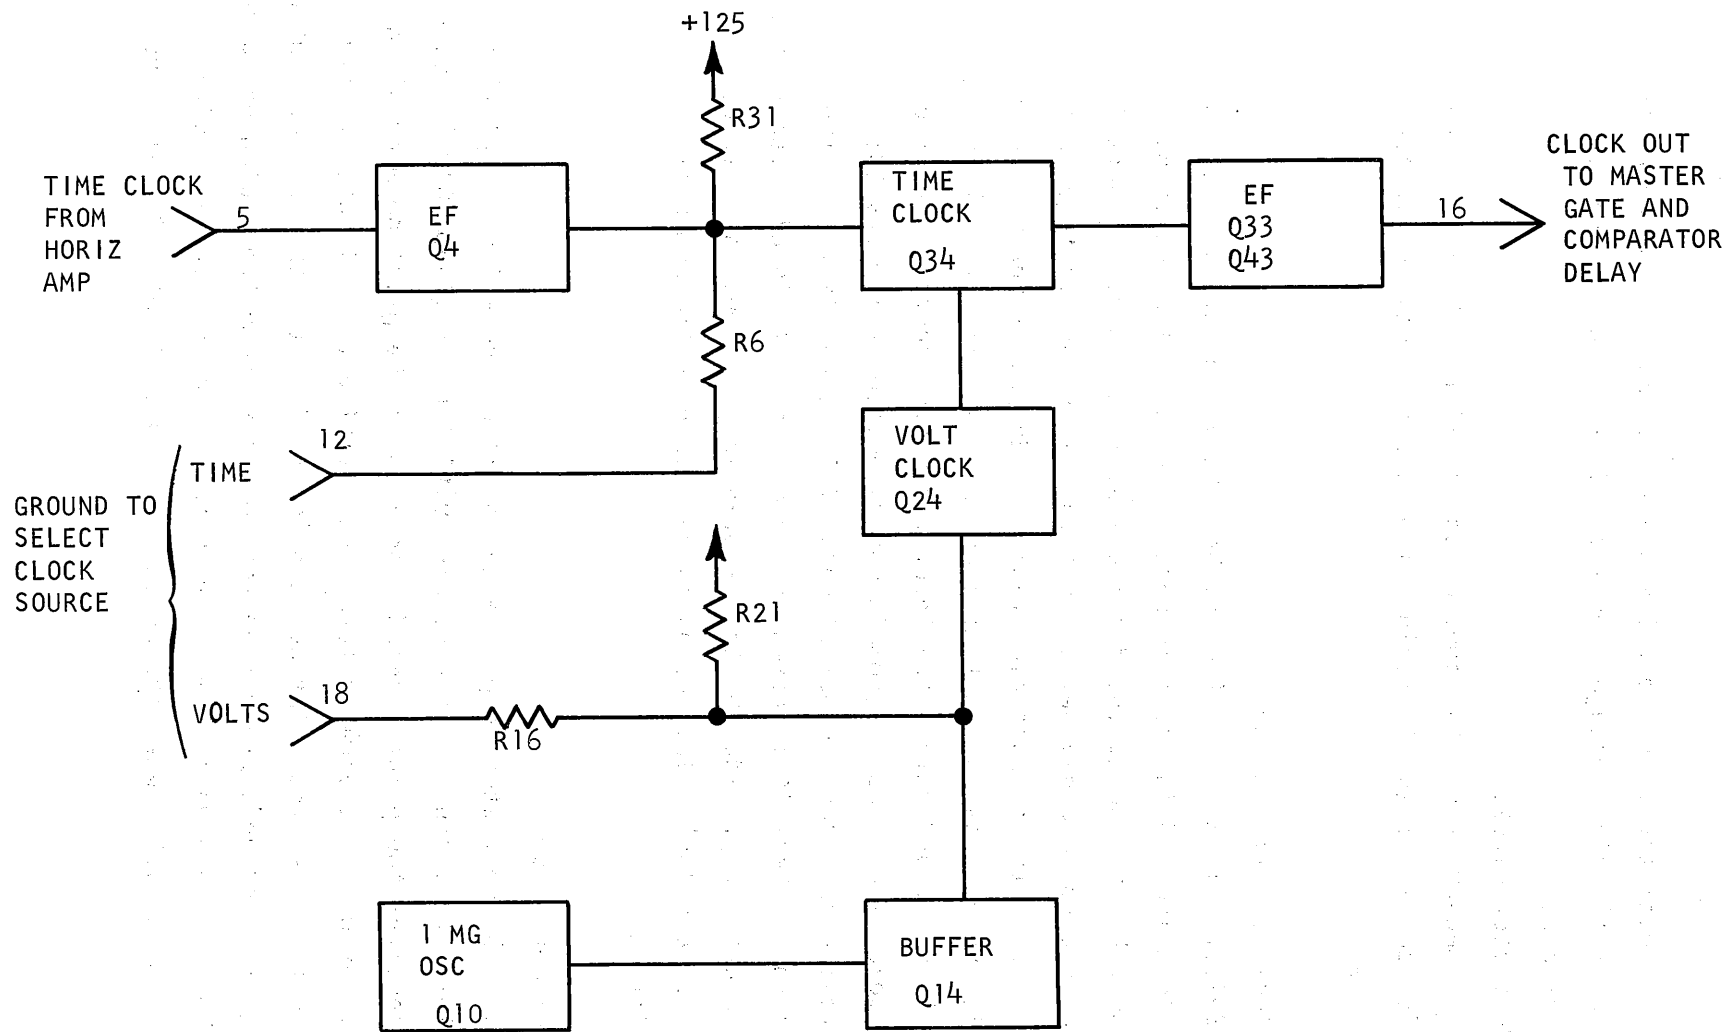 +125
R31
TIME CLOCK
FROM
HORIZ
AMP
5
EF
Q4
TIME
CLOCK
Q34
EF
Q33
Q43
16
CLOCK OUT
TO MASTER
GATE AND
COMPARATOR
DELAY
R6
GROUND TO
SELECT
CLOCK
SOURCE
TIME
12
VOLT
CLOCK
Q24
R21
VOLTS
18
R16
1 MG
OSC
Q10
BUFFER
Q14